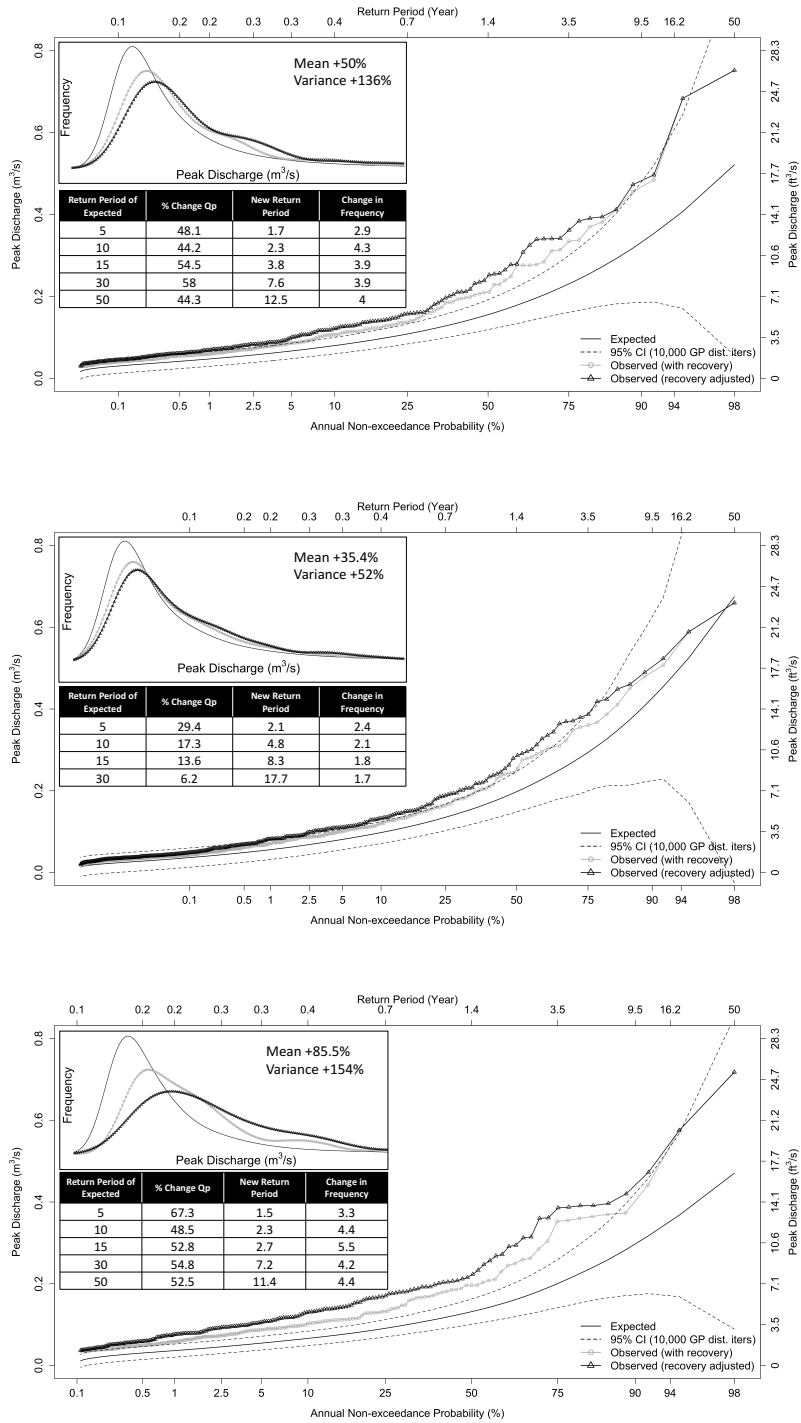 Return Period (Year)
0.1 0.2 0.2 0.3 0.3 0.4 0.7 1.4 3.5 9.5 16.2 50
Peak Discharge (m³/s)
0.8
0.6
0.4
0.2
0.0
Frequency
Mean +50%
Variance +136%
Peak Discharge (m³/s)
Return Period of Expected % Change Qp New Return Period Change in Frequency
5 48.1 1.7 2.9
10 44.2 2.3 4.3
15 54.5 3.8 3.9
30 58 7.6 3.9
50 44.3 12.5 4
Expected
95% CI (10,000 GP dist. iters)
Observed (with recovery)
Observed (recovery adjusted)
28.3
24.7
21.2
17.7
14.1
10.6
7.1
3.5
0
Peak Discharge (ft³/s)
0.1 0.5 1 2.5 5 10 25 50 75 90 94 98
Annual Non-exceedance Probability (%)
Return Period (Year)
0.1 0.2 0.2 0.3 0.3 0.4 0.7 1.4 3.5 9.5 16.2 50
Peak Discharge (m³/s)
0.8
0.6
0.4
0.2
0.0
Frequency
Mean +35.4%
Variance +52%
Peak Discharge (m³/s)
Return Period of Expected % Change Qp New Return Period Change in Frequency
5 29.4 2.1 2.4
10 17.3 4.8 2.1
15 13.6 8.3 1.8
30 6.2 17.7 1.7
Expected
95% CI (10,000 GP dist. iters)
Observed (with recovery)
Observed (recovery adjusted)
28.3
24.7
21.2
17.7
14.1
10.6
7.1
3.5
0
Peak Discharge (ft³/s)
0.1 0.5 1 2.5 5 10 25 50 75 90 94 98
Annual Non-exceedance Probability (%)
Return Period (Year)
0.1 0.2 0.2 0.3 0.3 0.4 0.7 1.4 3.5 9.5 16.2 50
Peak Discharge (m³/s)
0.8
0.6
0.4
0.2
0.0
Frequency
Mean +85.5%
Variance +154%
Peak Discharge (m³/s)
Return Period of Expected % Change Qp New Return Period Change in Frequency
5 67.3 1.5 3.3
10 48.5 2.3 4.4
15 52.8 2.7 5.5
30 54.8 7.2 4.2
50 52.5 11.4 4.4
Expected
95% CI (10,000 GP dist. iters)
Observed (with recovery)
Observed (recovery adjusted)
28.3
24.7
21.2
17.7
14.1
10.6
7.1
3.5
0
Peak Discharge (ft³/s)
0.1 0.5 1 2.5 5 10 25 50 75 90 94 98
Annual Non-exceedance Probability (%)